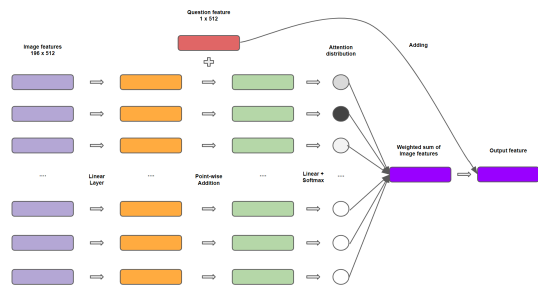 Question feature
1 x 512
Image features
196 x 512
Attention
distribution
Adding
Weighted sum of
image features
Output feature
....
Linear
Layer
....
Point-wise
Addition
....
Linear +
Softmax
....